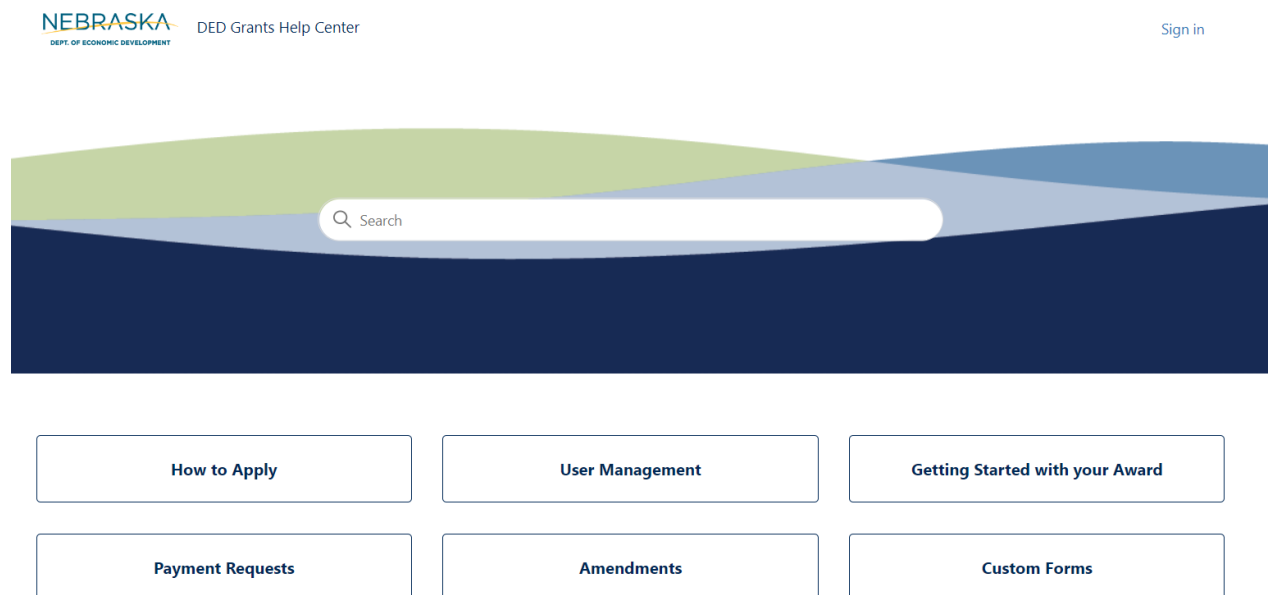 NEBRASKA
DEPT. OF ECONOMIC DEVELOPMENT
DED Grants Help Center
Sign in
Search
How to Apply
User Management
Getting Started with your Award
Payment Requests
Amendments
Custom Forms